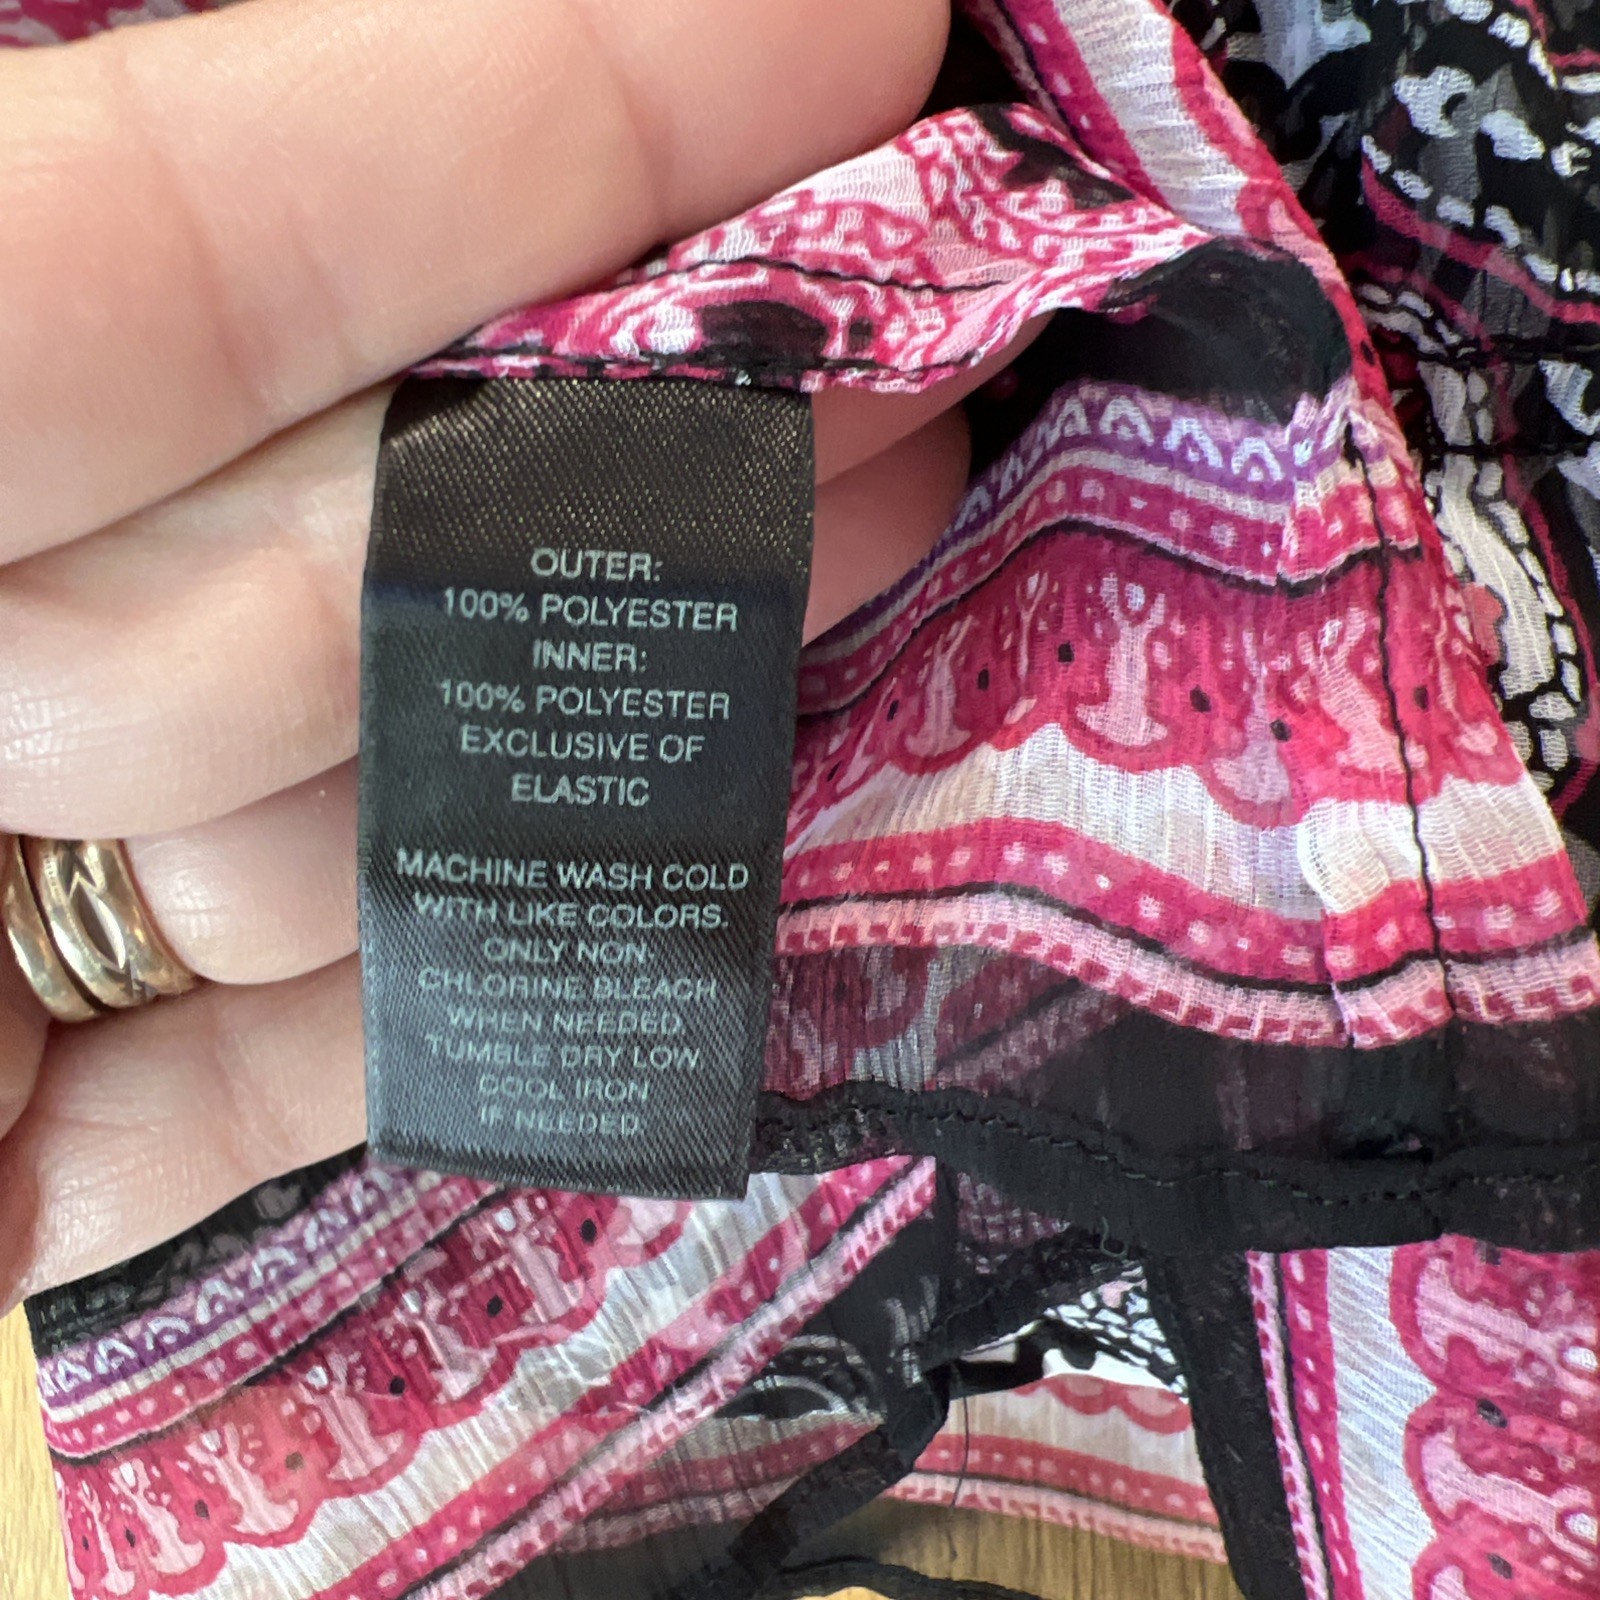 OUTER:
100% POLYESTER
INNER:
100% POLYESTER
EXCLUSIVE OF
ELASTIC
MACHINE WASH COLD
WITH LIKE COLORS.
ONLY NON-
CHLORINE BLEACH
WHEN NEEDED.
TUMBLE DRY LOW.
COOL IRON
IF NEEDED.